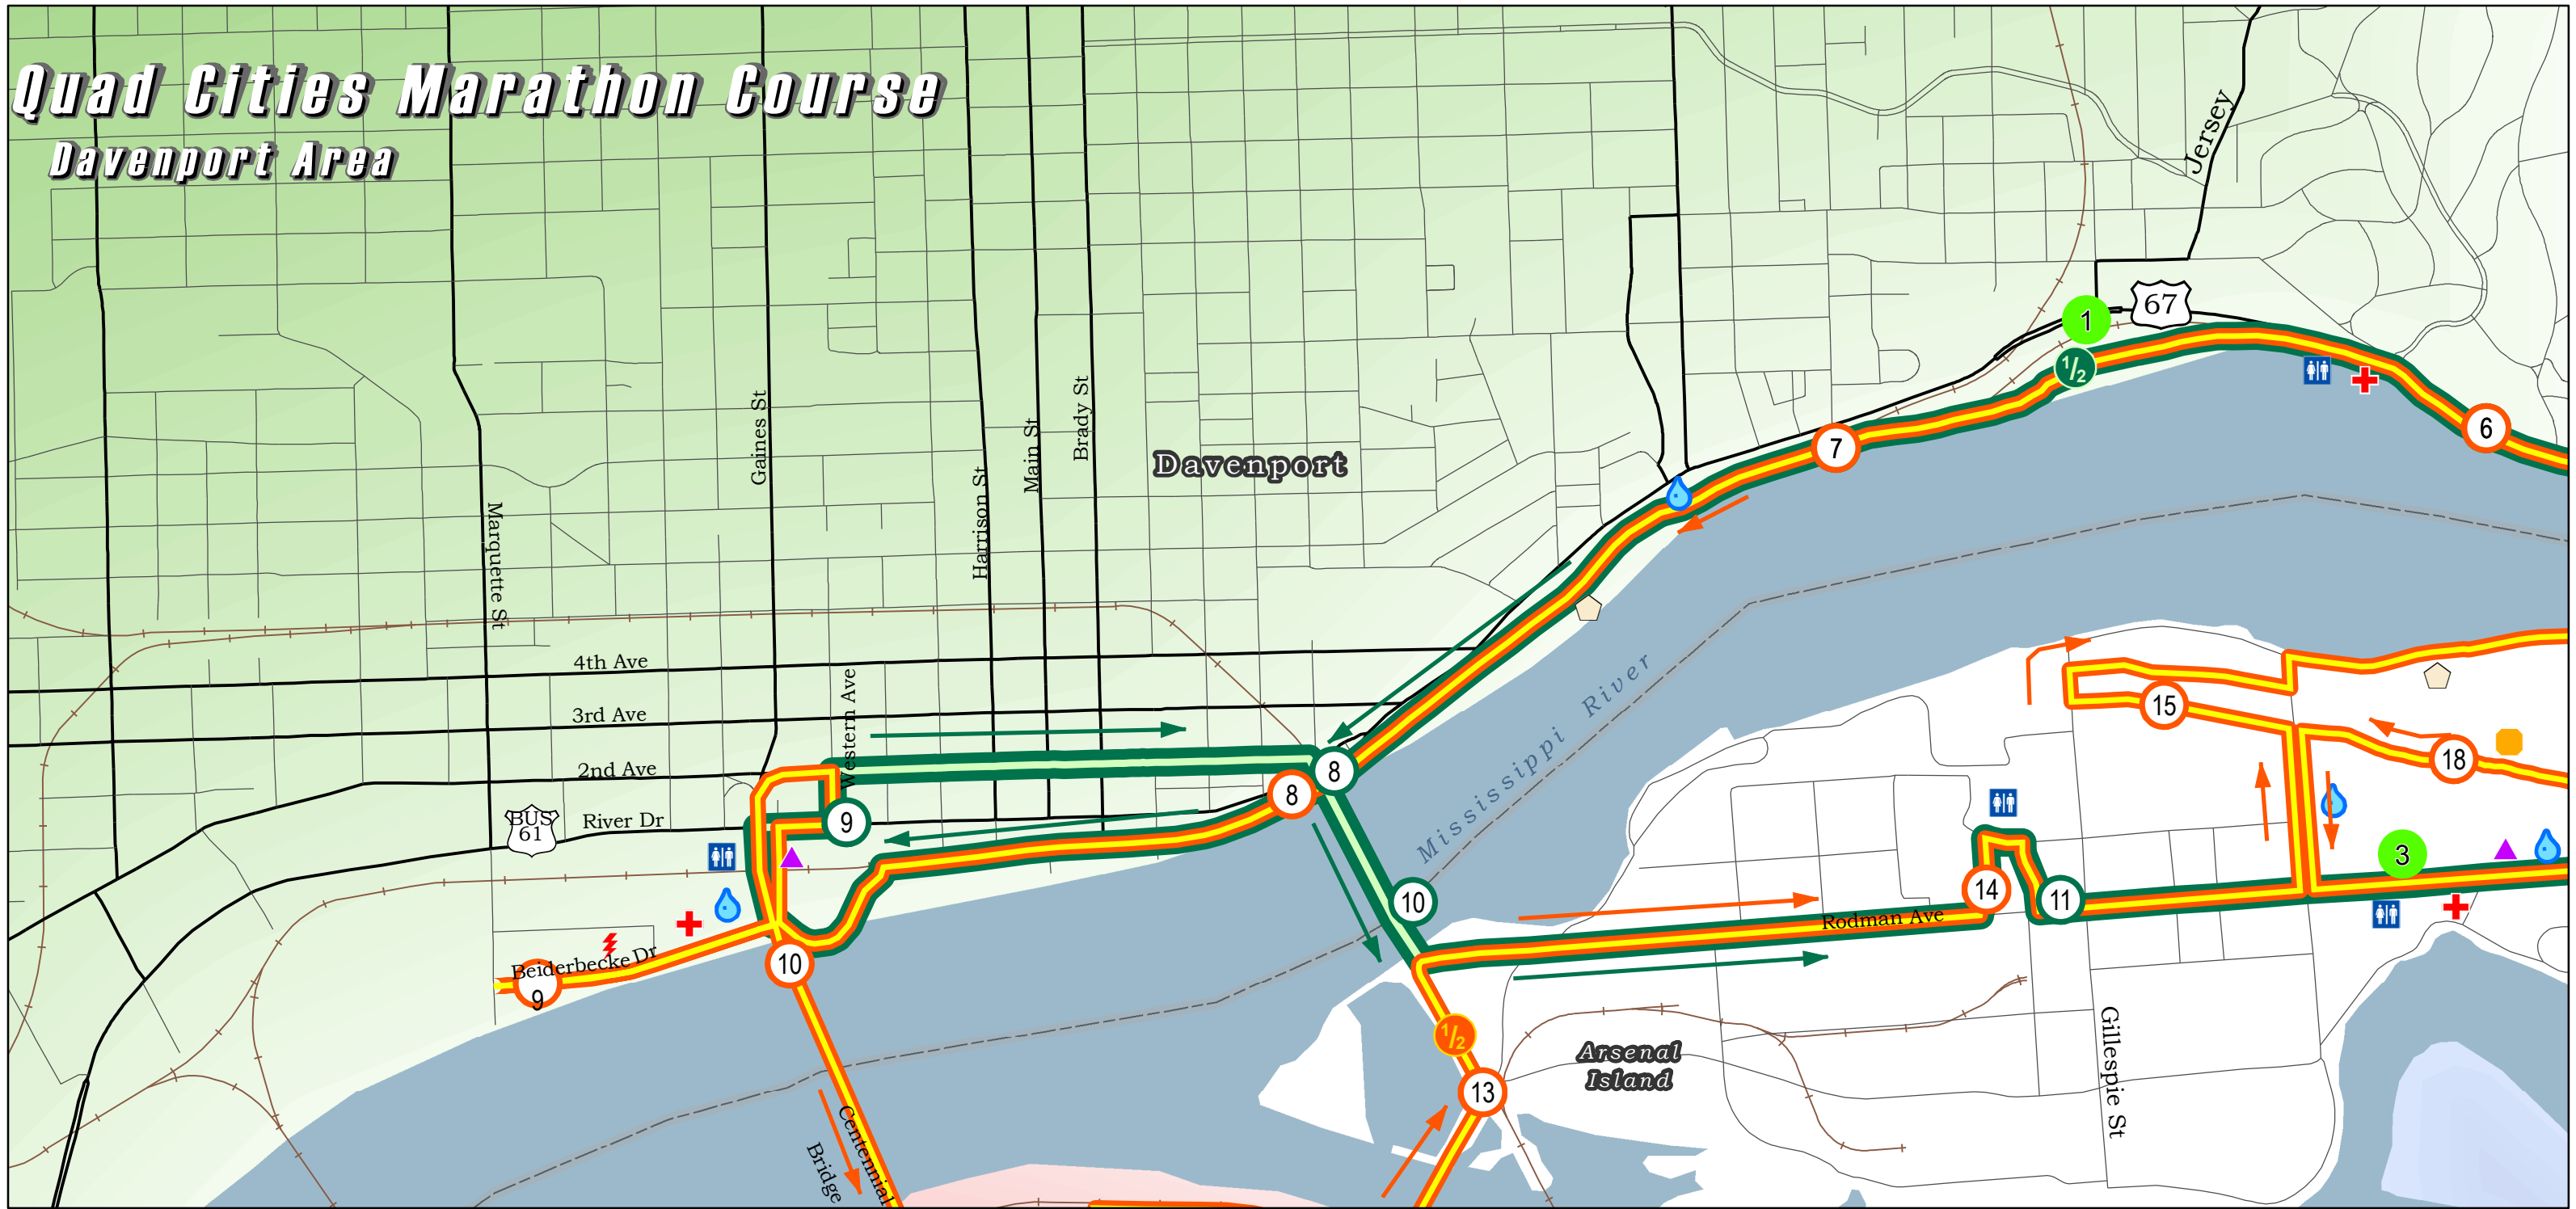 Quad Cities Marathon Course
Davenport Area
Jersey
67
1
1/2
6
7
Gaines St
Brady St
Main St
Harrison St
Davenport
Marquette St
4th Ave
Western Ave
3rd Ave
2nd Ave
River Dr
BUS
61
8
8
9
Mississippi River
15
18
3
10
14
11
Rodman Ave
Beiderbecke Dr
9
10
1/2
13
Arsenal
Island
Gillespie St
Centennial
Bridge